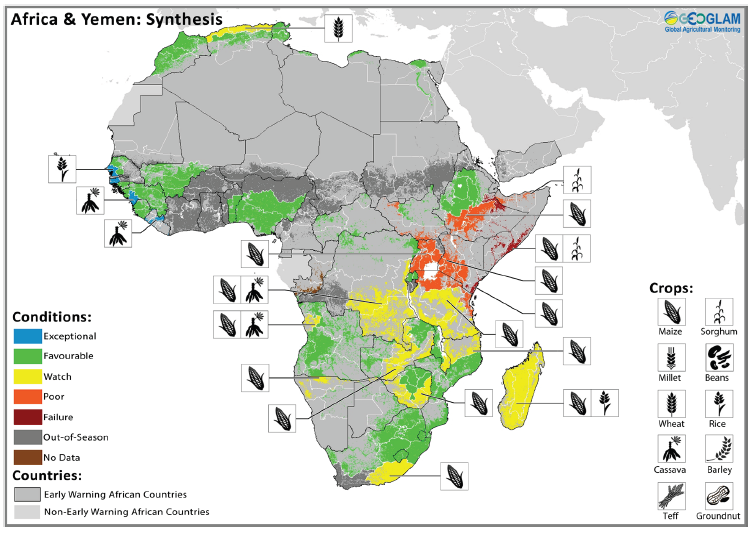 Africa & Yemen: Synthesis
GEOGLAM
Global Agricultural Monitoring
Conditions:
Exceptional
Favourable
Watch
Poor
Failure
Out-of-Season
No Data
Countries:
Early Warning African Countries
Non-Early Warning African Countries
Crops:
Maize
Sorghum
Millet
Beans
Wheat
Rice
Cassava
Barley
Teff
Groundnut